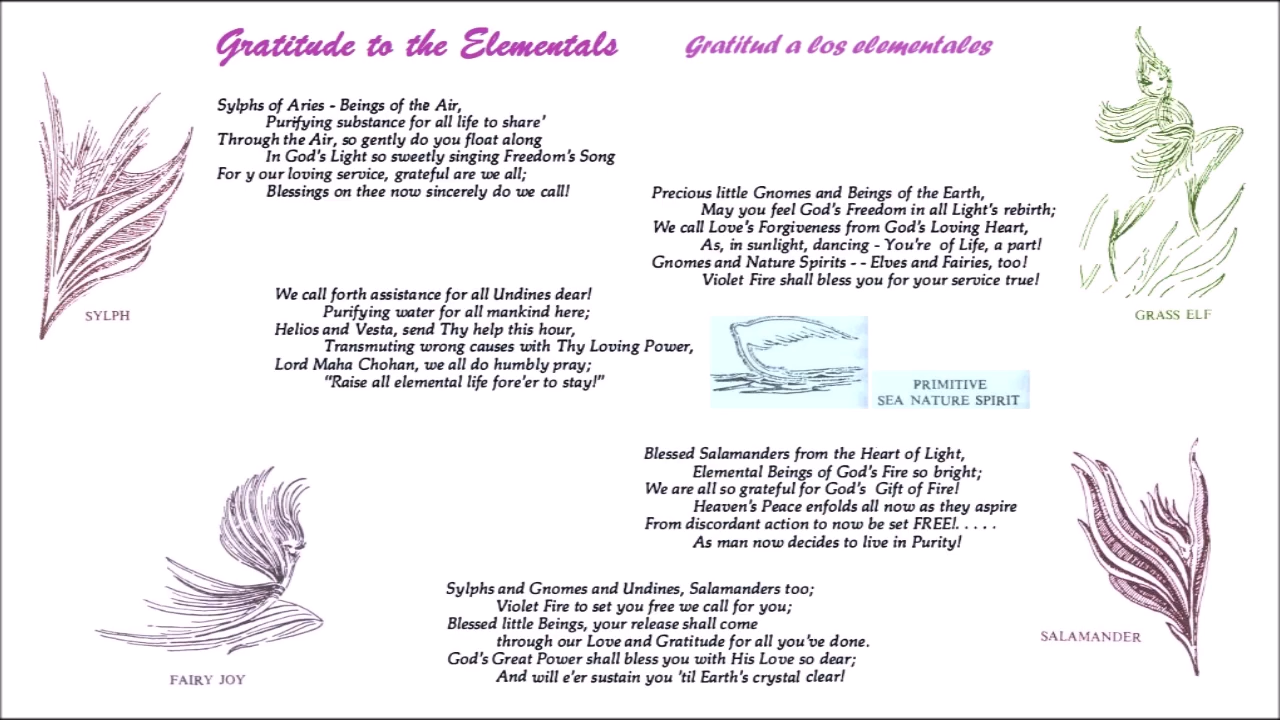 Gratitude to the Elementals
Gratitud a los elementales
Sylphs of Aries - Beings of the Air,
Purifying substance for all life to share'
Through the Air, so gently do you float along
In God's Light so sweetly singing Freedom's Song
For y our loving service, grateful are we all;
Blessings on thee now sincerely do we call!
SYLPH
Precious little Gnomes and Beings of the Earth,
May you feel God's Freedom in all Light's rebirth;
We call Love's Forgiveness from God's Loving Heart,
As, in sunlight, dancing - You're of Life, a part!
Gnomes and Nature Spirits - - Elves and Fairies, too!
Violet Fire shall bless you for your service true!
GRASS ELF
We call forth assistance for all Undines dear!
Purifying water for all mankind here;
Helios and Vesta, send Thy help this hour,
Transmuting wrong causes with Thy Loving Power,
Lord Maha Chohan, we all do humbly pray;
"Raise all elemental life fore'er to stay!"
PRIMITIVE
SEA NATURE SPIRIT
Blessed Salamanders from the Heart of Light,
Elemental Beings of God's Fire so bright;
We are all so grateful for God's Gift of Fire!
Heaven's Peace enfolds all now as they aspire
From discordant action to now be set FREE!. . . . .
As man now decides to live in Purity!
SALAMANDER
FAIRY JOY
Sylphs and Gnomes and Undines, Salamanders too;
Violet Fire to set you free we call for you;
Blessed little Beings, your release shall come
through our Love and Gratitude for all you've done.
God's Great Power shall bless you with His Love so dear;
And will e'er sustain you 'til Earth's crystal clear!